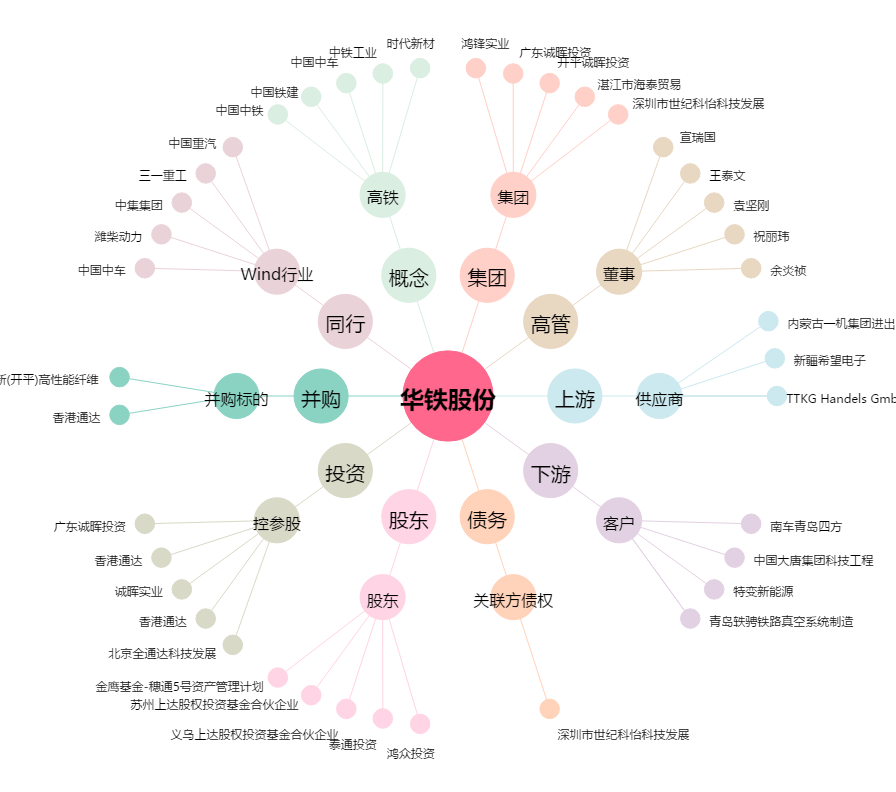 时代新材
鸿锋实业
中铁工业
广东诚晖投资
中国中车
开平诚晖投资
中国铁建
湛江市海泰贸易
中国中铁
深圳市世纪科怡科技发展
中国重汽
宣瑞国
三一重工
王泰文
高铁
集团
中集集团
袁坚刚
潍柴动力
祝丽玮
中国中车
Wind行业
概念
集团
董事
余炎祯
同行
高管
内蒙古一机集团进出
新疆希望电子
新(开平)高性能纤维
并购标的
并购
华铁股份
上游
供应商
TTKG Handels Gmb
香港通达
投资
下游
广东诚晖投资
控参股
股东
债务
客户
南车青岛四方
香港通达
中国大唐集团科技工程
诚晖实业
股东
关联方债权
特变新能源
香港通达
青岛轶骋铁路真空系统制造
北京全通达科技发展
金鹰基金-穗通5号资产管理计划
苏州上达股权投资基金合伙企业
义乌上达股权投资基金合伙企业
深圳市世纪科怡科技发展
泰通投资
鸿众投资